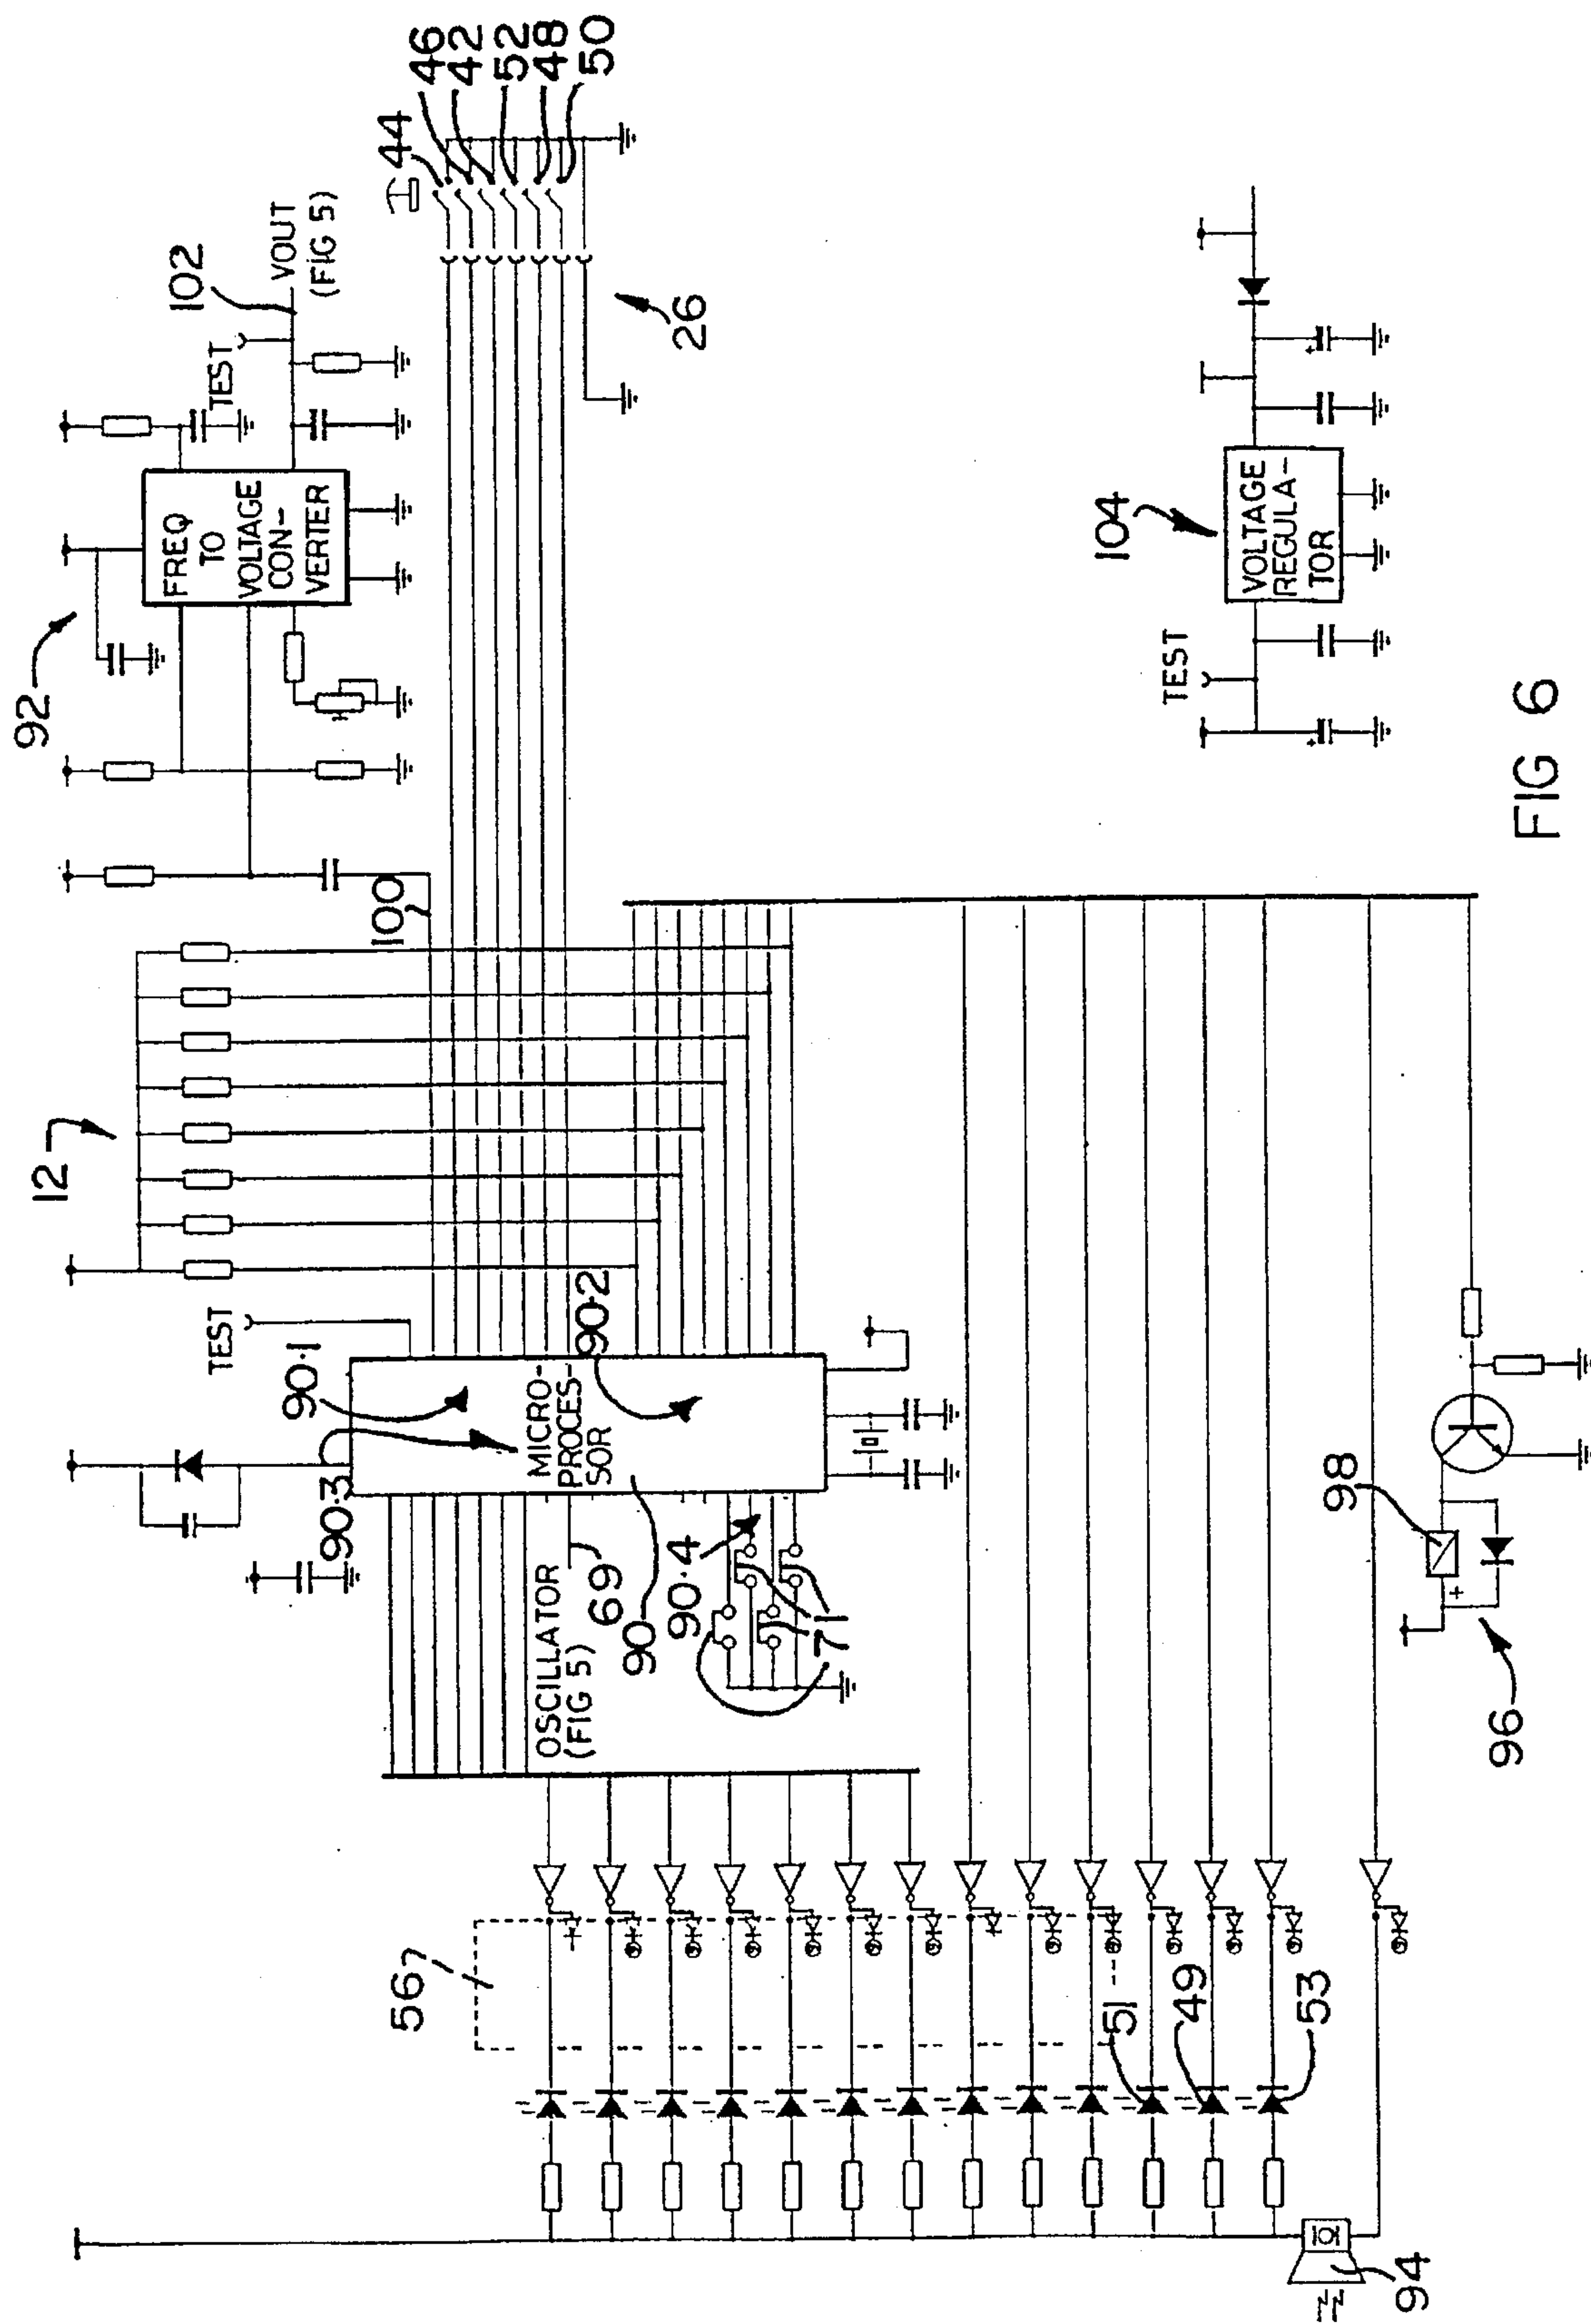 12
92
102
FREQ
TO
VOLTAGE
CON-
VERTER
TEST
VOUT
(FIG 5)
100
44
46
42
52
48
50
26
TEST
90·1
90·3
90·2
MICRO-
PROCES-
SOR
OSCILLATOR
(FIG 5)
69
90
90·4
71
56
51
49
53
94
96
98
+
104
TEST
VOLTAGE
REGULA-
TOR
+
+
FIG 6